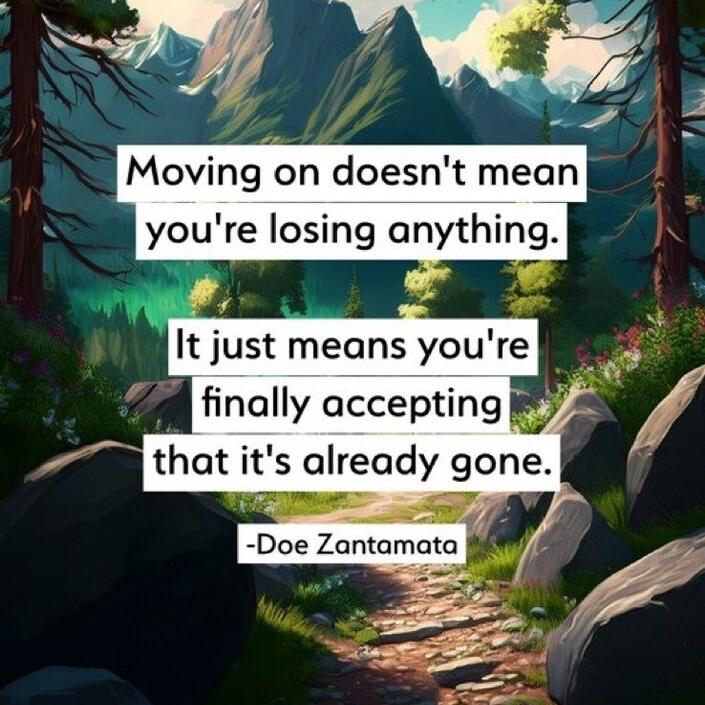 Moving on doesn't mean
you're losing anything.
It just means you're
finally accepting
that it's already gone.
-Doe Zantamata